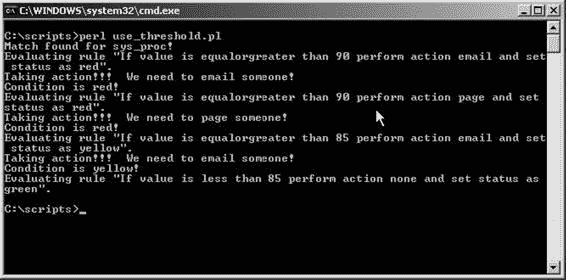 C:\WINDOWS\system32\cmd.exe
C:\scripts>perl use_threshold.pl
Match found for sys_proc!
Evaluating rule "If value is equalorgreater than 90 perform action email and set
status as red".
Taking action!!!  We need to email someone!
Condition is red!
Evaluating rule "If value is equalorgreater than 90 perform action page and set
status as red".
Taking action!!!  We need to page someone!
Condition is red!
Evaluating rule "If value is equalorgreater than 85 perform action email and set
status as yellow".
Taking action!!!  We need to email someone!
Condition is yellow!
Evaluating rule "If value is less than 85 perform action none and set status as
green".
C:\scripts>_